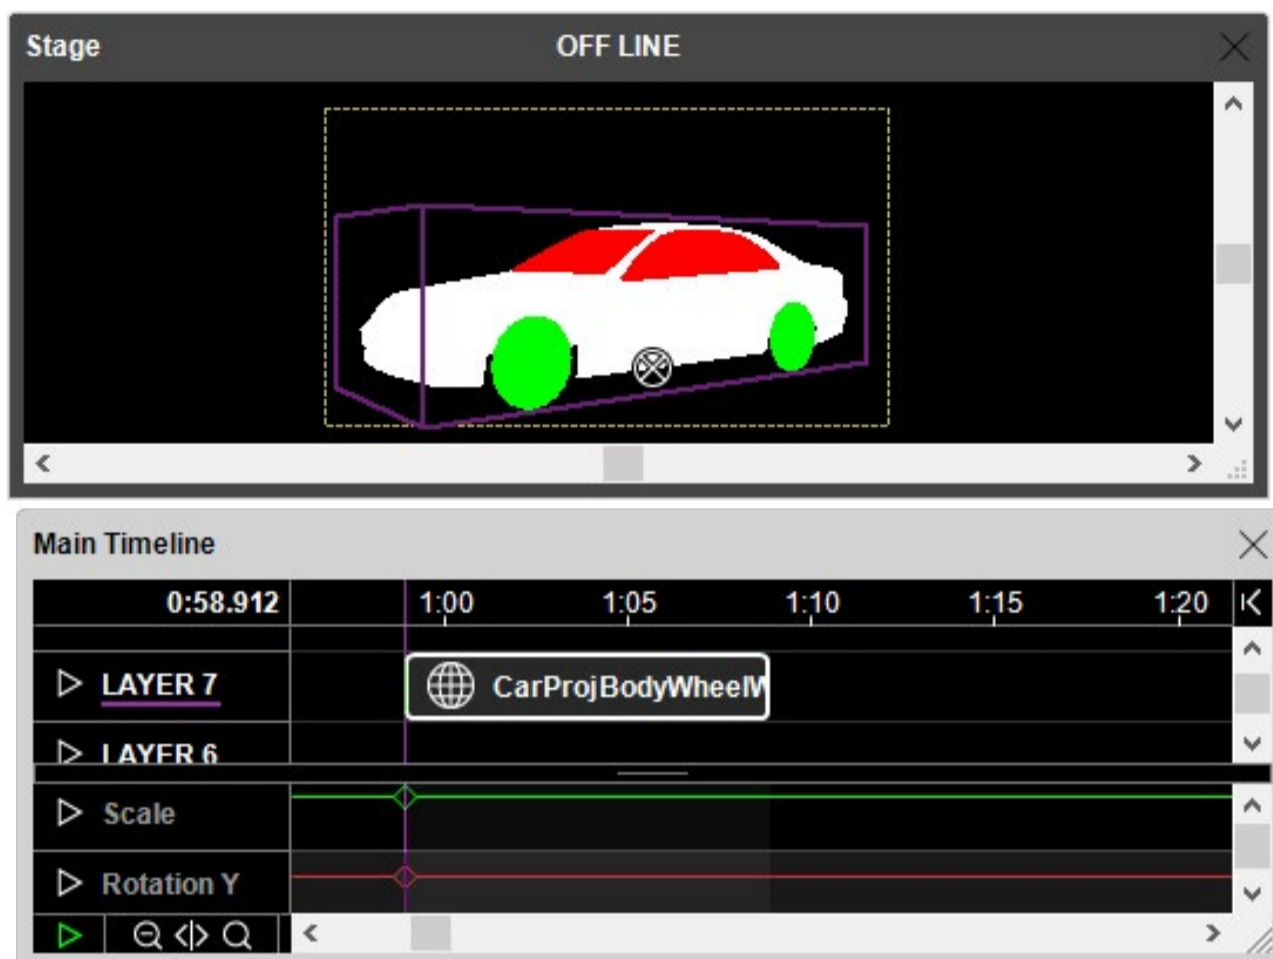 Stage OFF LINE
Main Timeline
0:58.912 1:00 1:05 1:10 1:15 1:20
LAYER 7 CarProjBodyWheelW
LAYER 6
Scale
Rotation Y